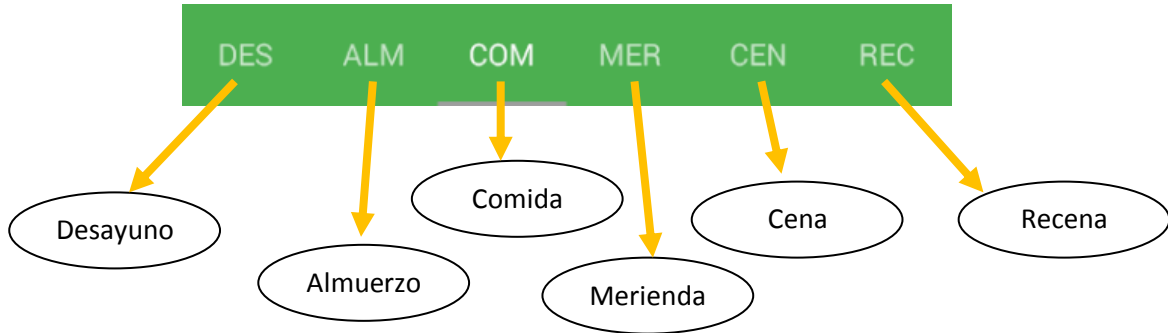 DES ALM COM MER CEN REC
Desayuno
Almuerzo
Comida
Merienda
Cena
Recena